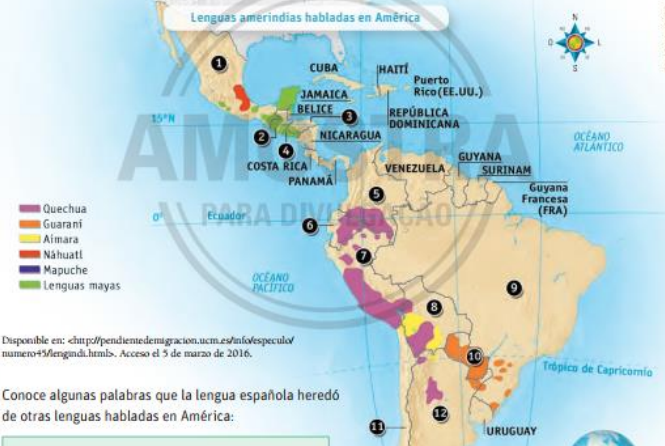 Lenguas amerindias habladas en América
N
O
L
S
1
CUBA
HAITÍ
Puerto
Rico(EE.UU.)
JAMAICA
BELICE
3
REPÚBLICA
DOMINICANA
15°N
2
NICARAGUA
4
OCÉANO
ATLÁNTICO
AMOSTRA
COSTA RICA
PANAMÁ
VENEZUELA
GUYANA
SURINAM
Guyana
Francesa
(FRA)
5
Quechua
Guaraní
Aimara
Náhuatl
Mapuche
Lenguas mayas
0°
Ecuador
PARA DIVULGAÇÃO
6
7
OCÉANO
PACÍFICO
9
8
10
Trópico de Capricornio
12
11
URUGUAY
Disponible en: <http://pendientedemigracion.ucm.es/info/especulo/
numero45/lengindi.html>. Acceso el 5 de marzo de 2016.
Conoce algunas palabras que la lengua española heredó
de otras lenguas habladas en América: